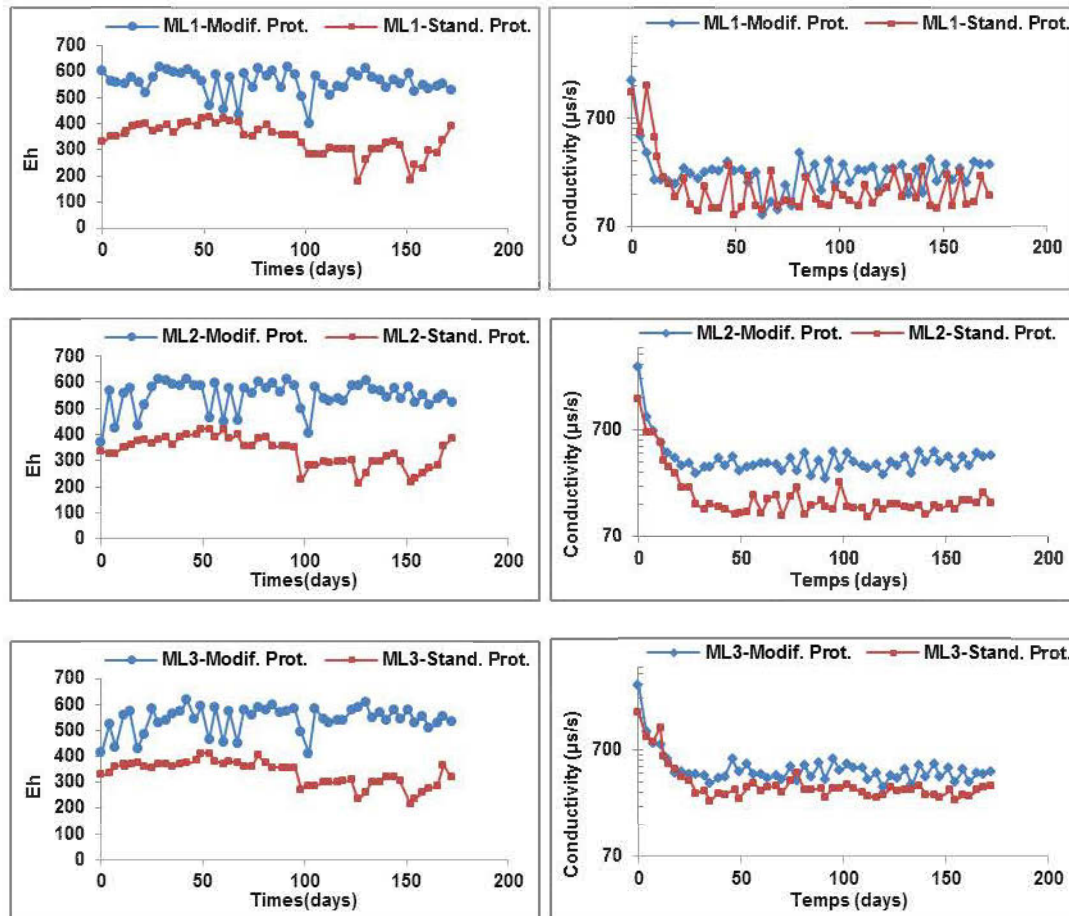 ML1-Modif. Prot. ML1-Stand. Prot.
700
600
500
400
300
200
100
0
Eh
0 50 100 150 200
Times (days)
ML1-Modif. Prot. ML1-Stand. Prot.
Conductivity (µs/s)
700
70
0 50 100 150 200
Temps (days)
ML2-Modif. Prot. ML2-Stand. Prot.
700
600
500
400
300
200
100
0
Eh
0 50 100 150 200
Times(days)
ML2-Modif. Prot. ML2-Stand. Prot.
Conductivity (µs/s)
700
70
0 50 100 150 200
Temps (days)
ML3-Modif. Prot. ML3-Stand. Prot.
700
600
500
400
300
200
100
0
Eh
0 50 100 150 200
Times(days)
ML3-Modif. Prot. ML3-Stand. Prot.
Conductivity (µs/s)
700
70
0 50 100 150 200
Temps (days)